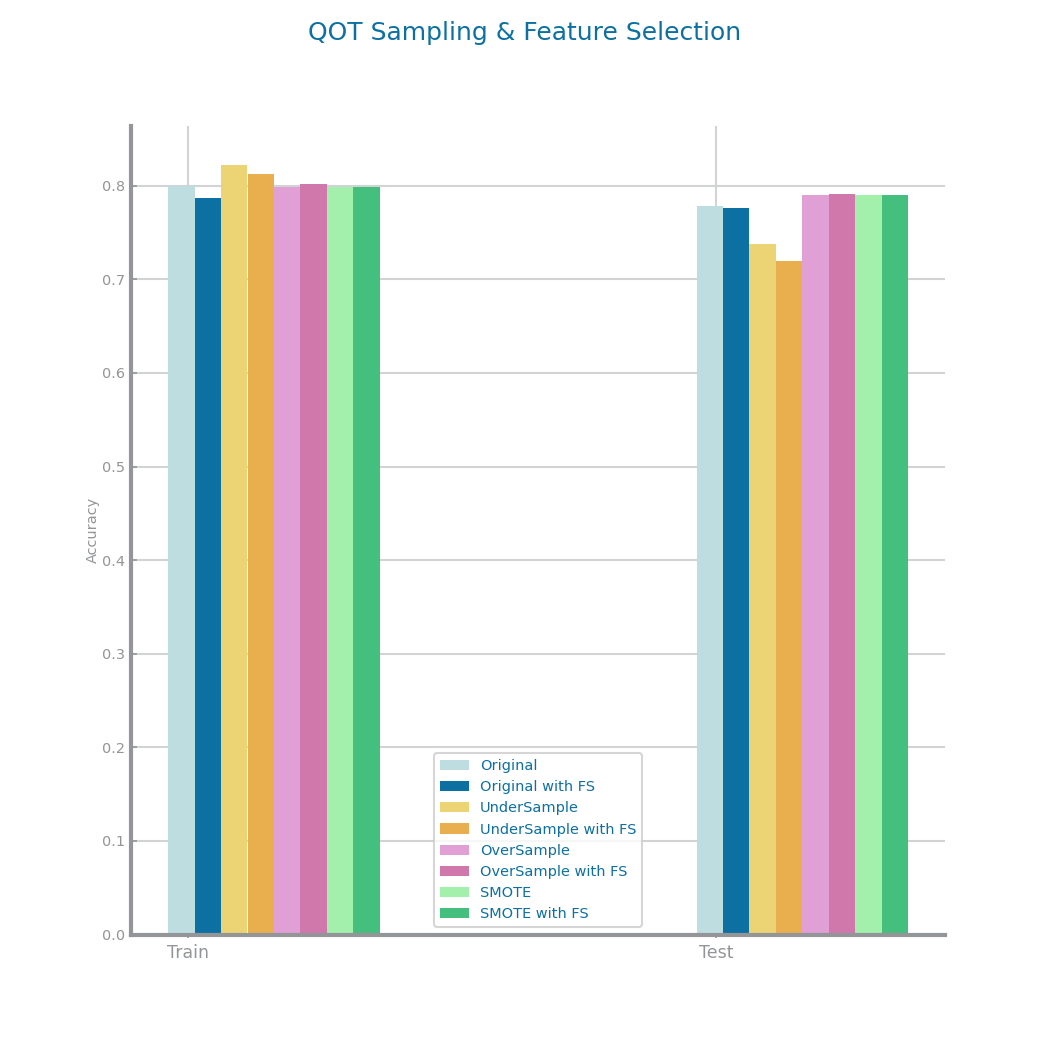 QOT Sampling & Feature Selection
0.8
0.7
0.6
0.5
0.4
0.3
0.2
0.1
0.0
Accuracy
Train
Test
Original
Original with FS
UnderSample
UnderSample with FS
OverSample
OverSample with FS
SMOTE
SMOTE with FS